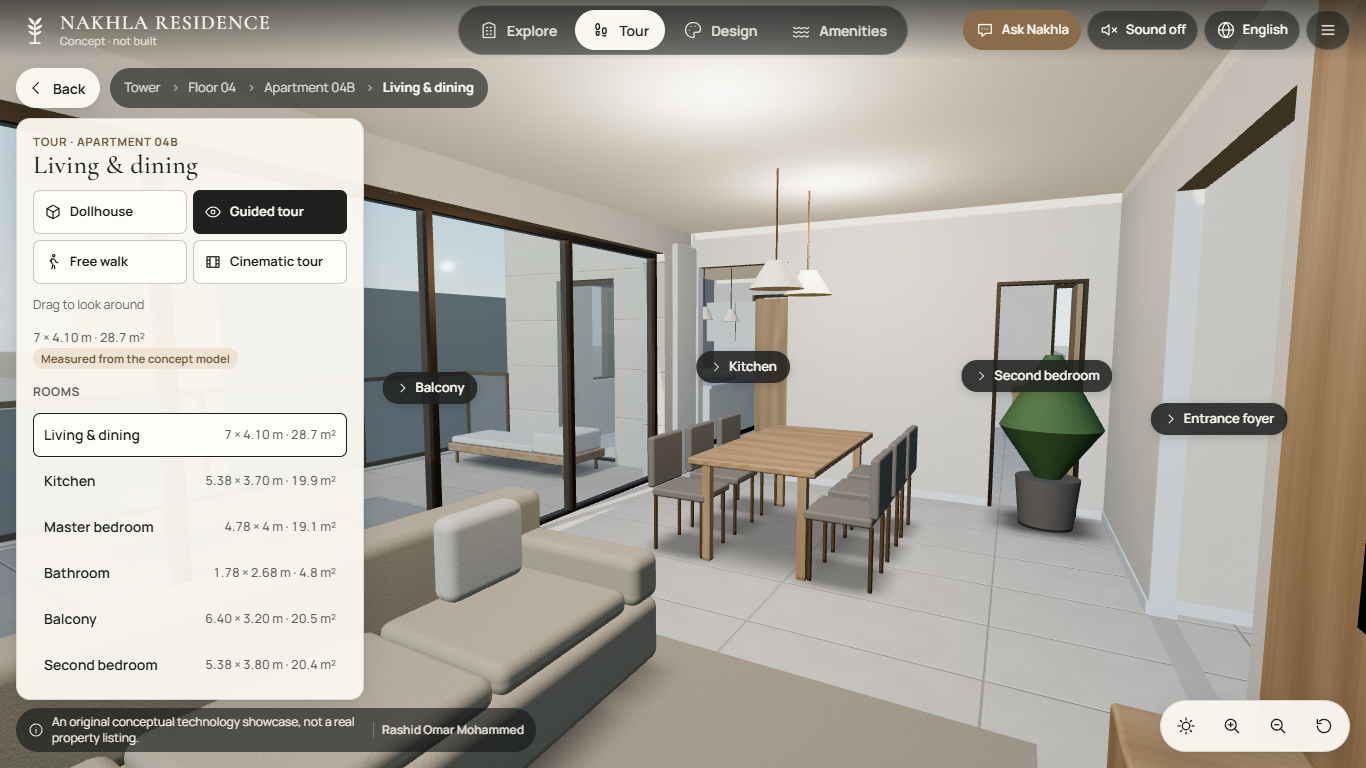 NAKHLA RESIDENCE
Concept · not built
Explore
Tour
Design
Amenities
Ask Nakhla
Sound off
English
Back
Tower › Floor 04 › Apartment 04B › Living & dining
TOUR · APARTMENT 04B
Living & dining
Dollhouse
Guided tour
Free walk
Cinematic tour
Drag to look around
7 × 4.10 m · 28.7 m²
Measured from the concept model
ROOMS
Living & dining 7 × 4.10 m · 28.7 m²
Kitchen 5.38 × 3.70 m · 19.9 m²
Master bedroom 4.78 × 4 m · 19.1 m²
Bathroom 1.78 × 2.68 m · 4.8 m²
Balcony 6.40 × 3.20 m · 20.5 m²
Second bedroom 5.38 × 3.80 m · 20.4 m²
Balcony
Kitchen
Second bedroom
Entrance foyer
An original conceptual technology showcase, not a real
property listing.
Rashid Omar Mohammed